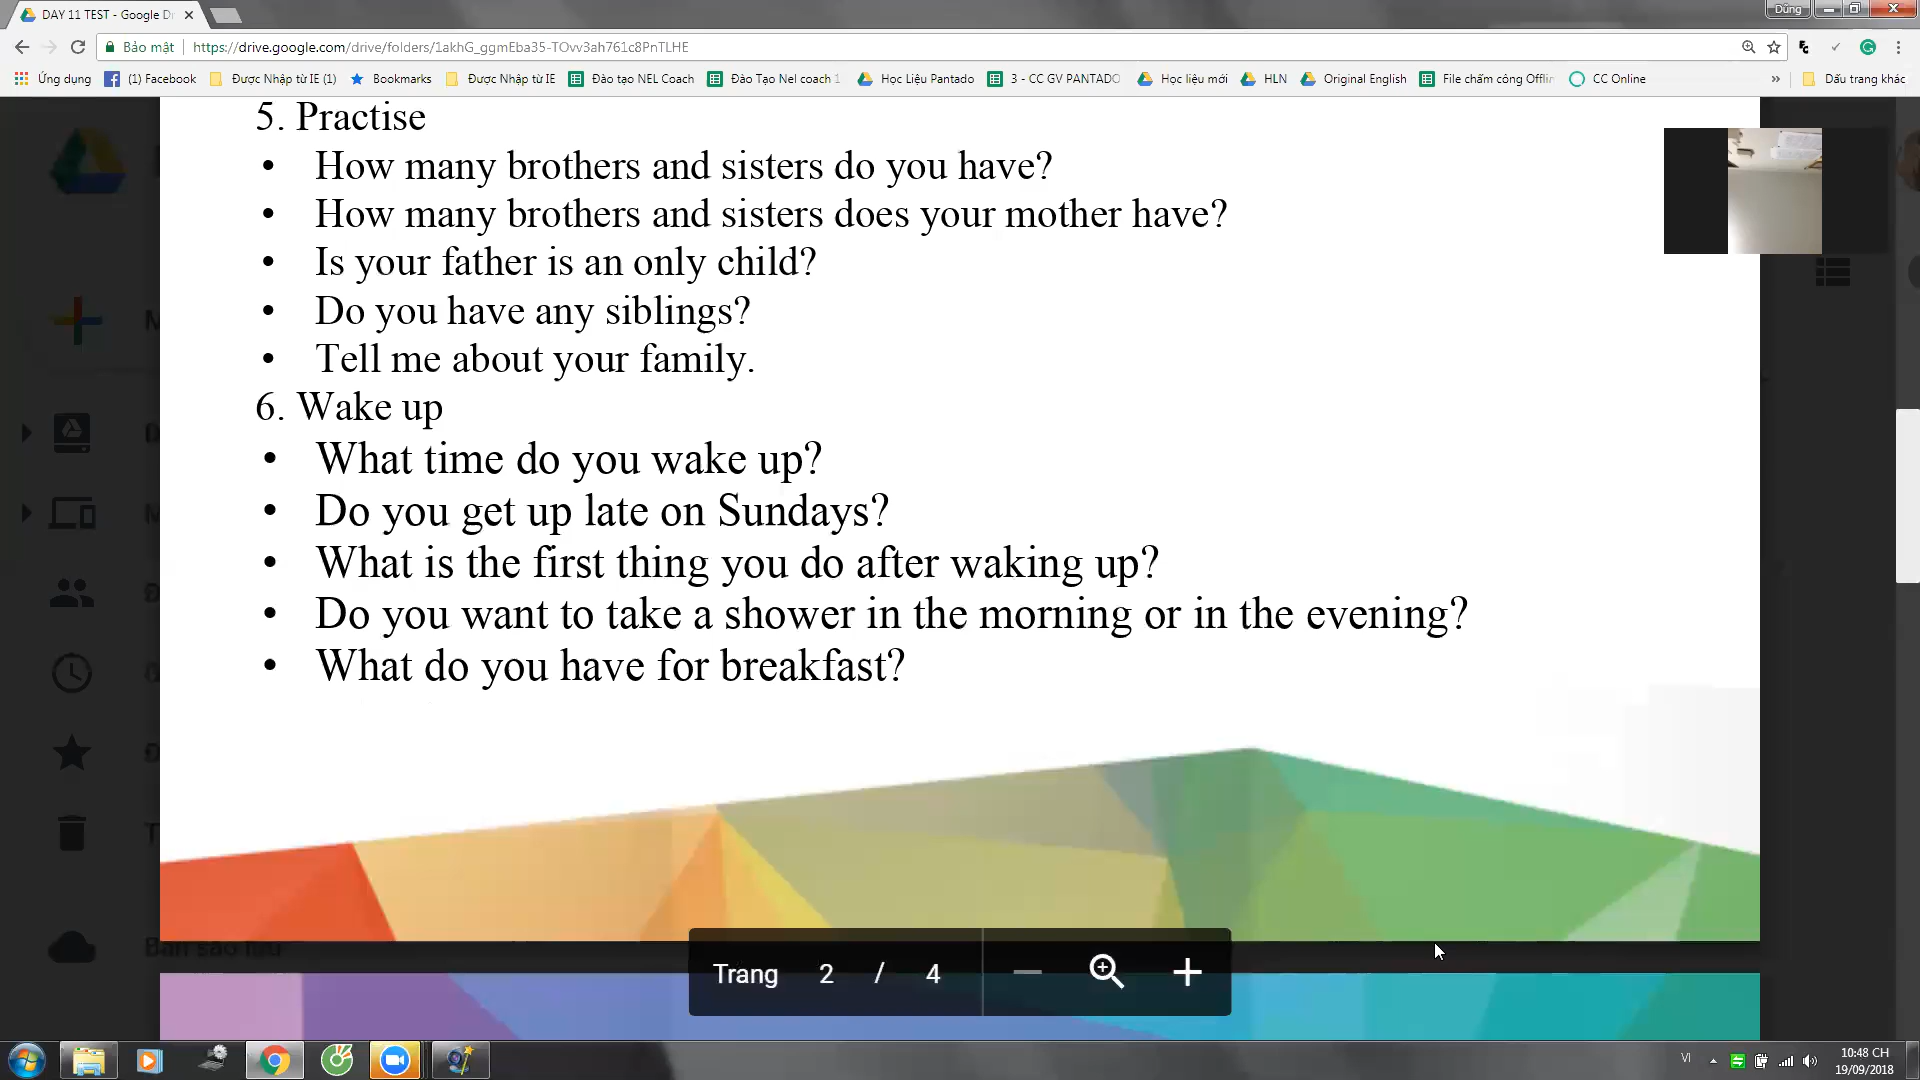 DAY 11 TEST - Google Dr
Dũng
Bảo mật
https://drive.google.com/drive/folders/1akhG_ggmEba35-TOvv3ah761c8PnTLHE
Ứng dụng
(1) Facebook
Được Nhập từ IE (1)
Bookmarks
Được Nhập từ IE
Đào tạo NEL Coach
Đào Tạo Nel coach 1
Học Liệu Pantado
3 - CC GV PANTADO
Học liệu mới
HLN
Original English
File chấm công Offlin
CC Online
»
Dấu trang khác
5. Practise
• How many brothers and sisters do you have?
• How many brothers and sisters does your mother have?
• Is your father is an only child?
• Do you have any siblings?
• Tell me about your family.
6. Wake up
• What time do you wake up?
• Do you get up late on Sundays?
• What is the first thing you do after waking up?
• Do you want to take a shower in the morning or in the evening?
• What do you have for breakfast?
Trang 2 / 4
VI
10:48 CH
19/09/2018